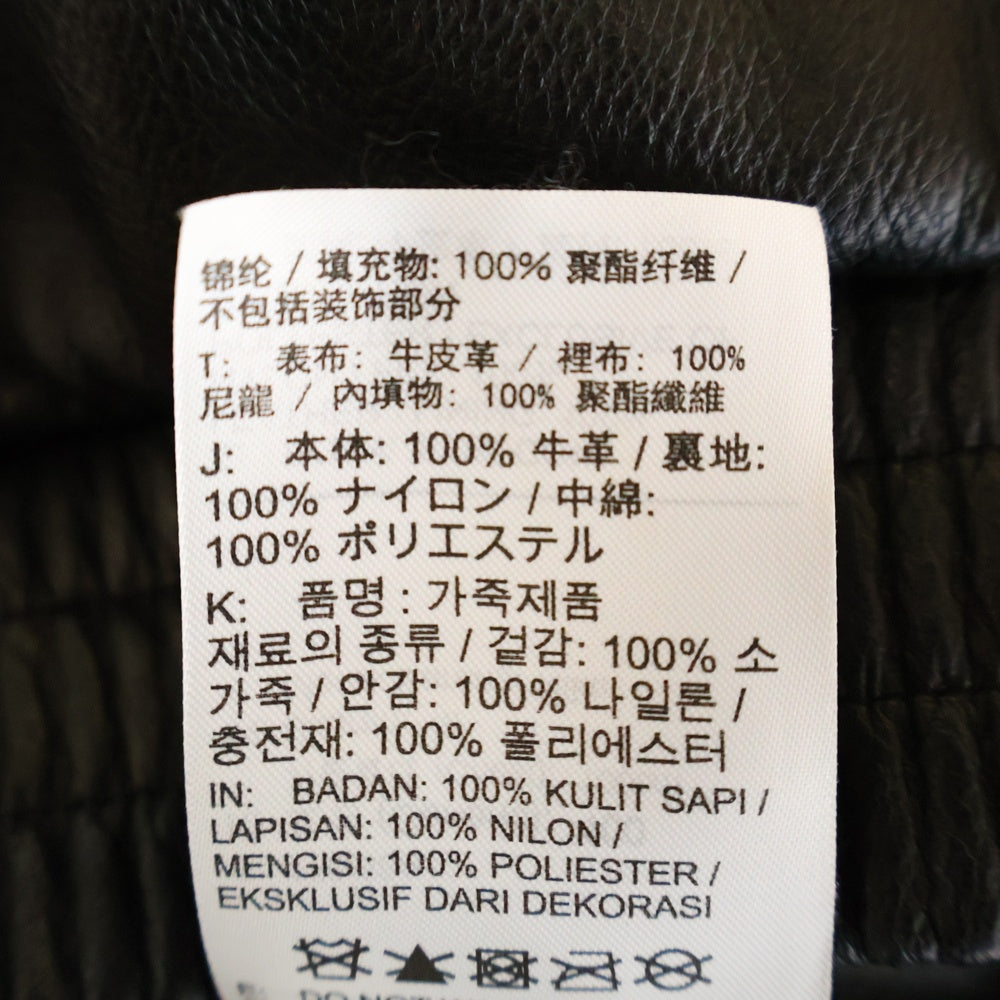 锦纶 / 填充物: 100% 聚酯纤维 /
不包括装饰部分
T: 表布: 牛皮革 / 裡布: 100%
尼龍 / 內填物: 100% 聚酯纖維
J: 本体: 100% 牛革 / 裏地:
100% ナイロン / 中綿:
100% ポリエステル
K: 품명 : 가죽제품
재료의 종류 / 겉감: 100% 소
가죽 / 안감: 100% 나일론 /
충전재: 100% 폴리에스터
IN: BADAN: 100% KULIT SAPI /
LAPISAN: 100% NILON /
MENGISI: 100% POLIESTER /
EKSKLUSIF DARI DEKORASI
DO NOT